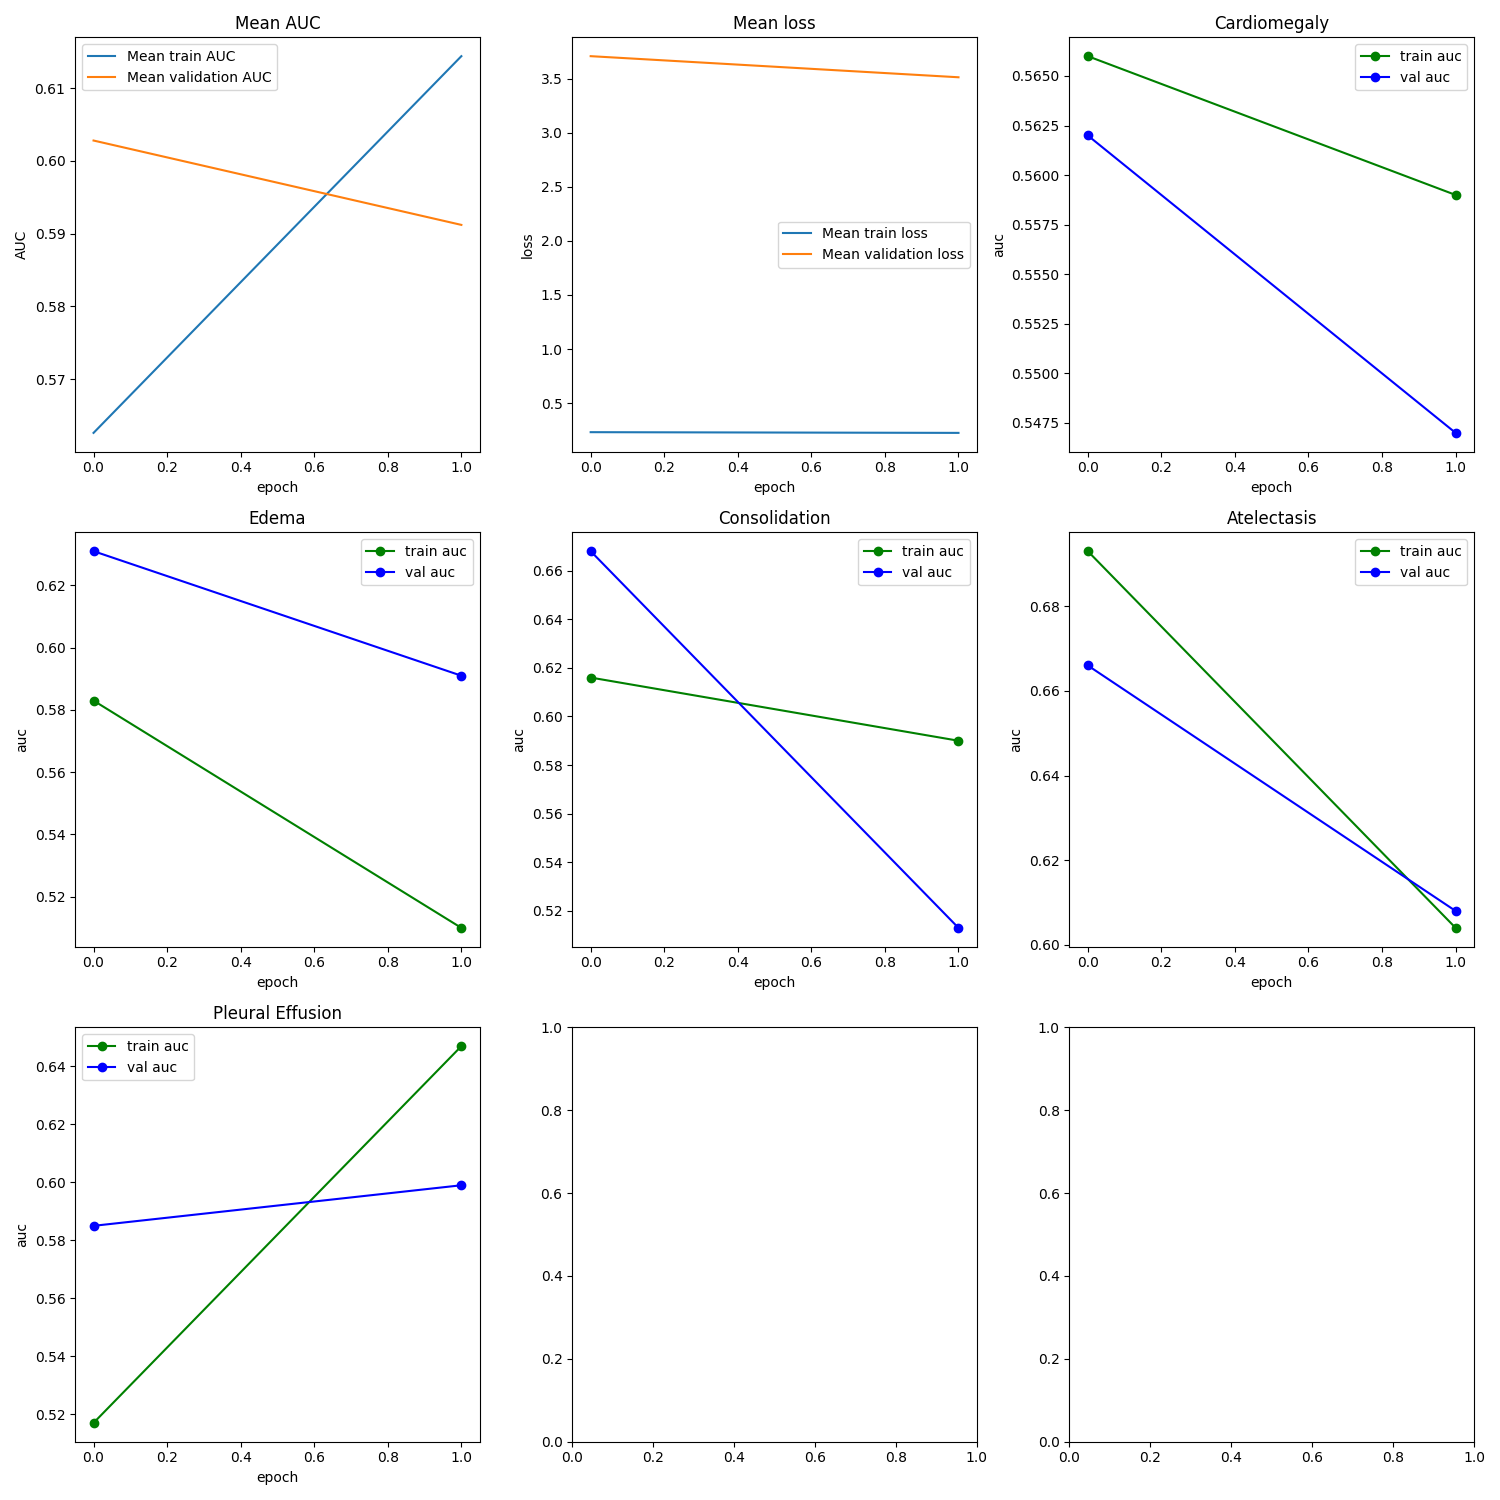 Mean AUC
Mean train AUC
Mean validation AUC
AUC
0.61
0.60
0.59
0.58
0.57
0.0 0.2 0.4 0.6 0.8 1.0
epoch
Mean loss
loss
3.5
3.0
2.5
2.0
1.5
1.0
0.5
Mean train loss
Mean validation loss
0.0 0.2 0.4 0.6 0.8 1.0
epoch
Cardiomegaly
train auc
val auc
auc
0.5650
0.5625
0.5600
0.5575
0.5550
0.5525
0.5500
0.5475
0.0 0.2 0.4 0.6 0.8 1.0
epoch
Edema
train auc
val auc
auc
0.62
0.60
0.58
0.56
0.54
0.52
0.0 0.2 0.4 0.6 0.8 1.0
epoch
Consolidation
train auc
val auc
auc
0.66
0.64
0.62
0.60
0.58
0.56
0.54
0.52
0.0 0.2 0.4 0.6 0.8 1.0
epoch
Atelectasis
train auc
val auc
auc
0.68
0.66
0.64
0.62
0.60
0.0 0.2 0.4 0.6 0.8 1.0
epoch
Pleural Effusion
train auc
val auc
auc
0.64
0.62
0.60
0.58
0.56
0.54
0.52
0.0 0.2 0.4 0.6 0.8 1.0
epoch
1.0
0.8
0.6
0.4
0.2
0.0
0.0 0.2 0.4 0.6 0.8 1.0
1.0
0.8
0.6
0.4
0.2
0.0
0.0 0.2 0.4 0.6 0.8 1.0